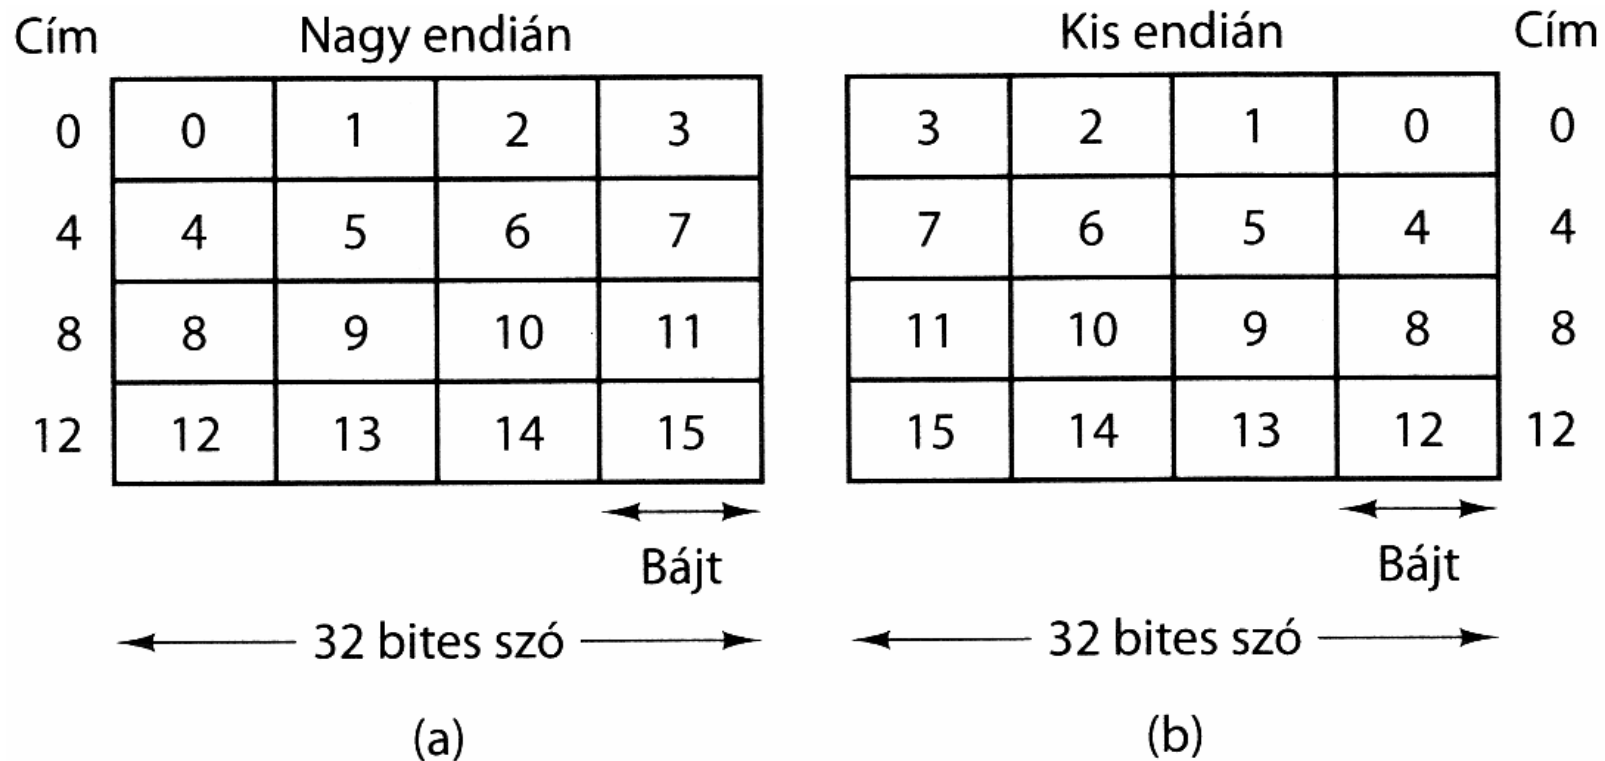 Cím Nagy endián
0 0 1 2 3
4 4 5 6 7
8 8 9 10 11
12 12 13 14 15
Bájt
32 bites szó
(a)
Kis endián Cím
3 2 1 0 0
7 6 5 4 4
11 10 9 8 8
15 14 13 12 12
Bájt
32 bites szó
(b)